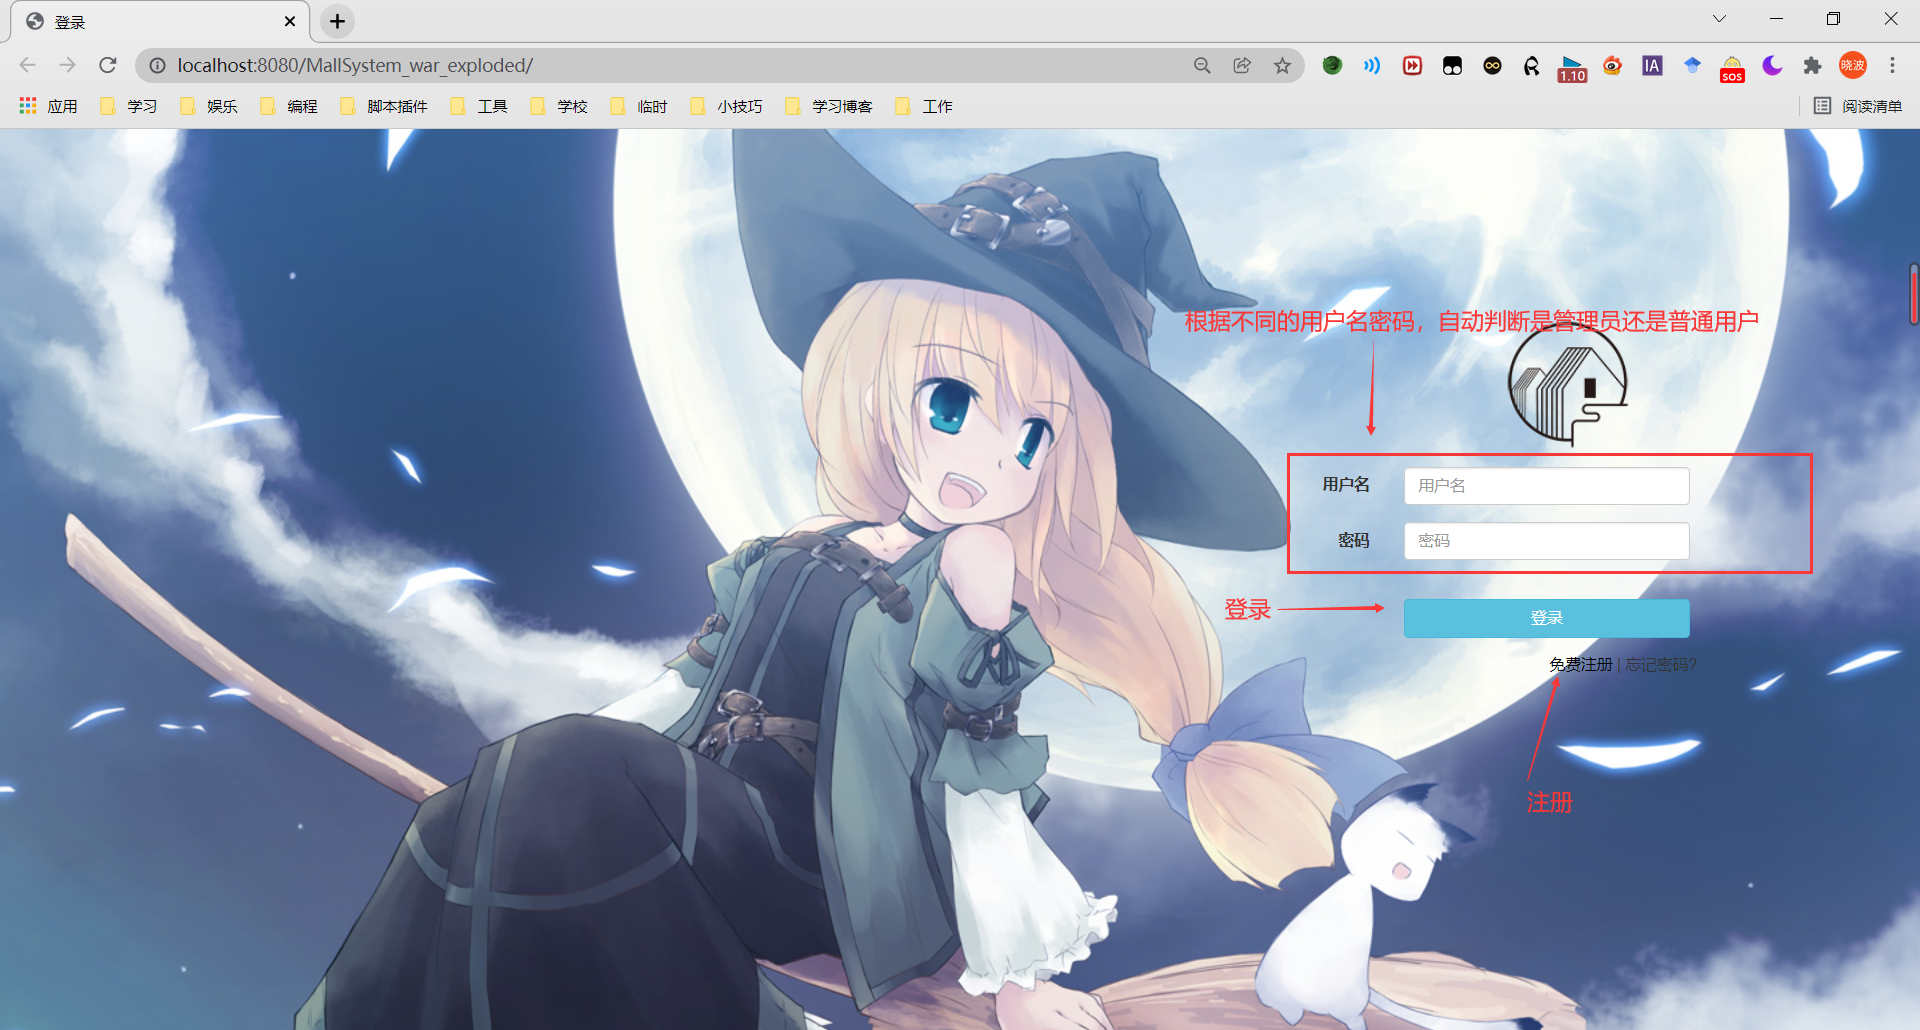 登录
localhost:8080/MallSystem_war_exploded/
IA
1.10
sos
晓波
应用 学习 娱乐 编程 脚本插件 工具 学校 临时 小技巧 学习博客 工作 阅读清单
根据不同的用户名密码，自动判断是管理员还是普通用户
用户名 用户名
密码 密码
登录 登录
免费注册 | 忘记密码?
注册